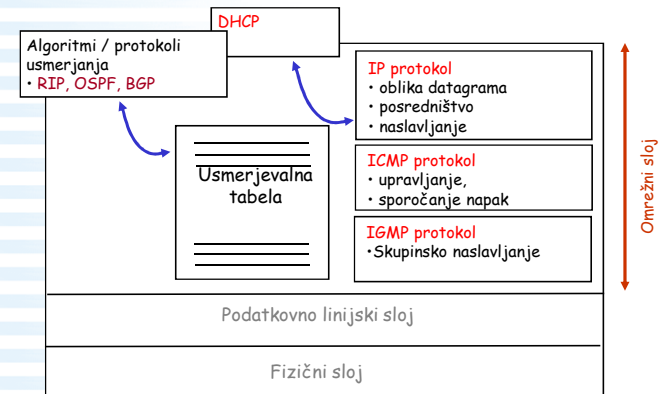 DHCP
Algoritmi / protokoli
usmerjanja
• RIP, OSPF, BGP
IP protokol
• oblika datagrama
• posredništvo
• naslavljanje
Usmerjevalna
tabela
ICMP protokol
• upravljanje,
• sporočanje napak
IGMP protokol
•Skupinsko naslavljanje
Omrežni sloj
Podatkovno linijski sloj
Fizični sloj